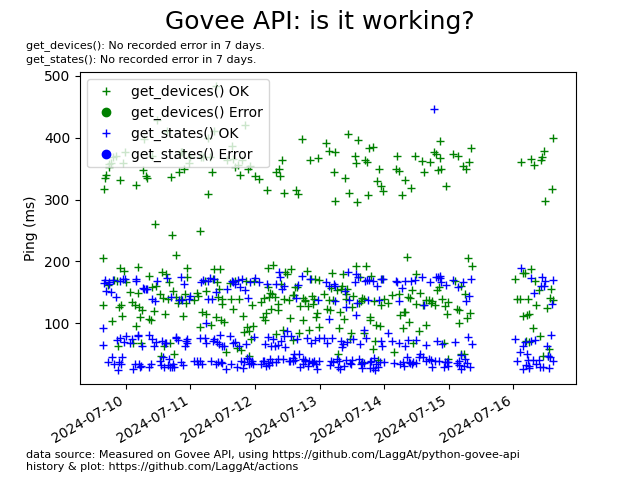 Govee API: is it working?
get_devices(): No recorded error in 7 days.
get_states(): No recorded error in 7 days.
500
400
300
200
100
Ping (ms)
get_devices() OK
get_devices() Error
get_states() OK
get_states() Error
2024-07-10
2024-07-11
2024-07-12
2024-07-13
2024-07-14
2024-07-15
2024-07-16
data source: Measured on Govee API, using https://github.com/LaggAt/python-govee-api
history & plot: https://github.com/LaggAt/actions